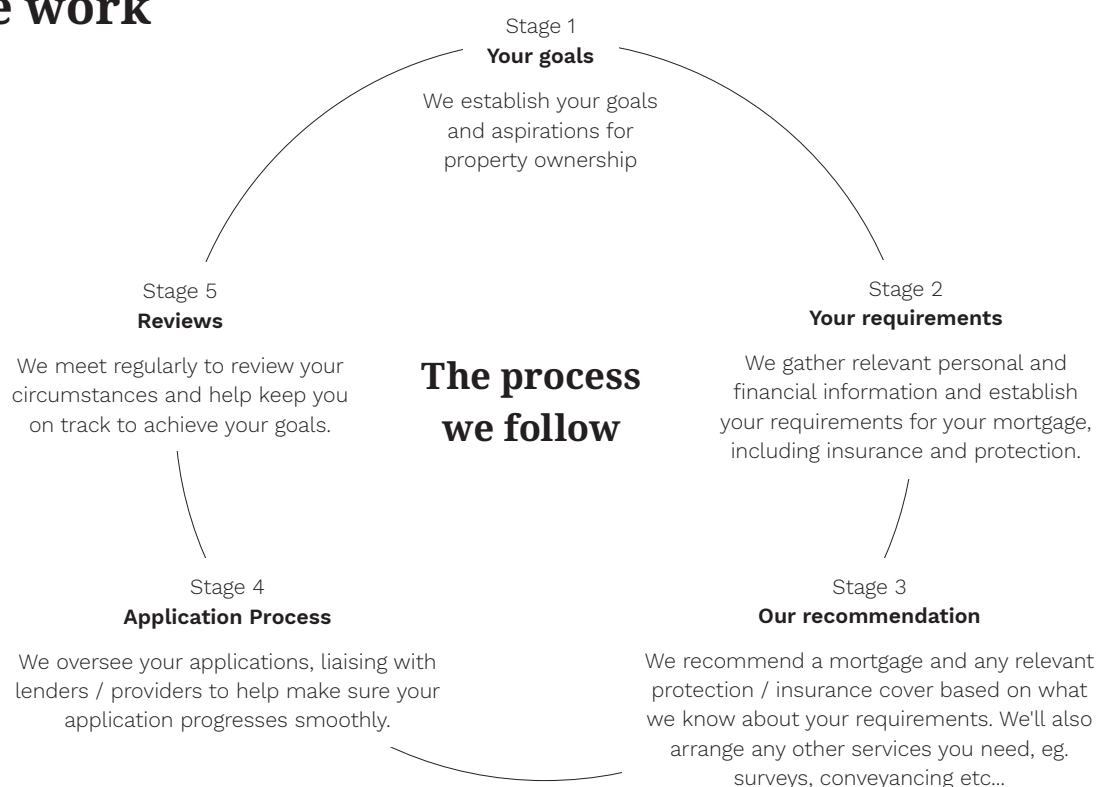 e work
Stage 1
Your goals
We establish your goals
and aspirations for
property ownership
Stage 2
Your requirements
We gather relevant personal and
financial information and establish
your requirements for your mortgage,
including insurance and protection.
The process
we follow
Stage 3
Our recommendation
We recommend a mortgage and any relevant
protection / insurance cover based on what
we know about your requirements. We'll also
arrange any other services you need, eg.
surveys, conveyancing etc...
Stage 4
Application Process
We oversee your applications, liaising with
lenders / providers to help make sure your
application progresses smoothly.
Stage 5
Reviews
We meet regularly to review your
circumstances and help keep you
on track to achieve your goals.